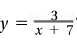 y = 3/(x + 7)